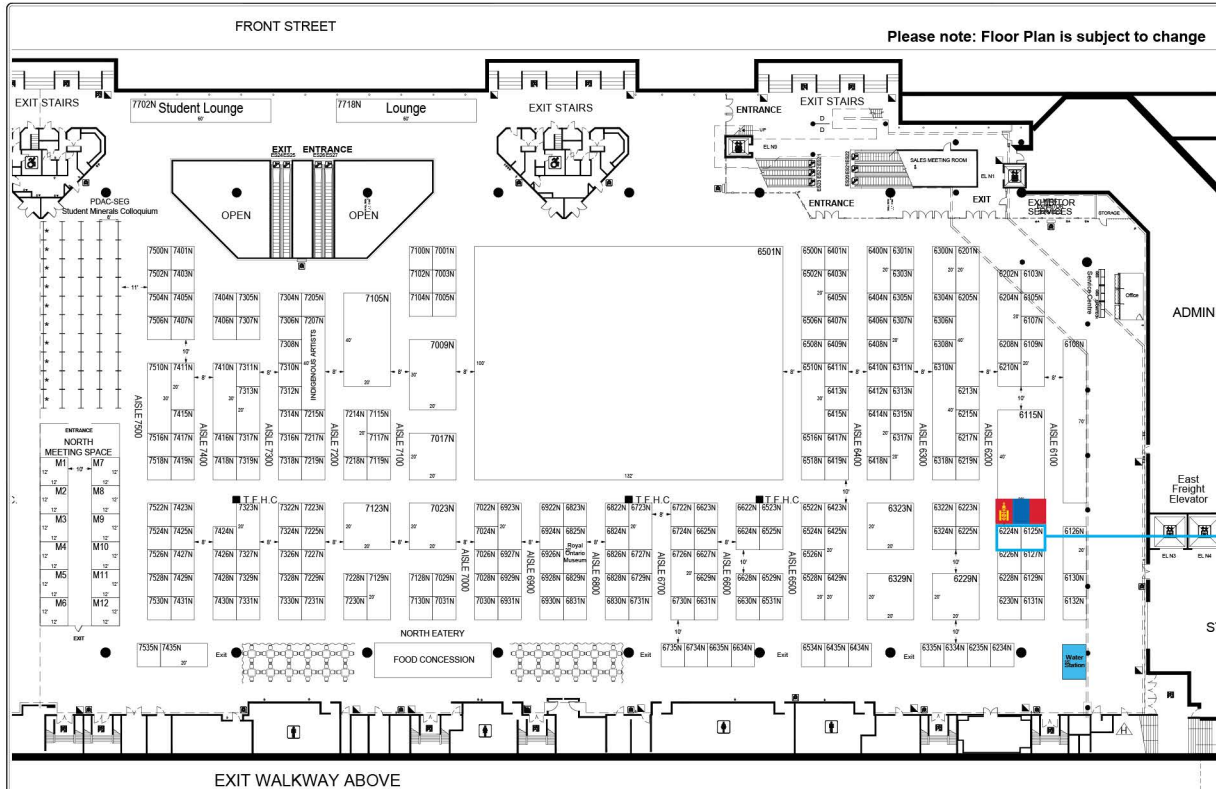 FRONT STREET
Please note: Floor Plan is subject to change
EXIT STAIRS
7702N
Student Lounge
60'
7718N
Lounge
60'
EXIT STAIRS
ENTRANCE
EXIT STAIRS
UP
EL N0
SALES MEETING ROOM
EL N1
EXIT
ENTRANCE
OPEN
OPEN
PDAC-SEG
Student Minerals Colloquium
ENTRANCE
EXIT
EXHIBITOR
SERVICES
STORAGE
Service Centre
Office
ADMIN
7500N 7401N 7100N 7001N 6501N 6500N 6401N 6400N 6301N 6300N 6201N
7502N 7403N 7102N 7003N 6502N 6403N 6303N 6202N 6103N
7504N 7405N 7404N 7305N 7304N 7205N 7105N 7104N 7005N 6405N 6404N 6305N 6304N 6205N 6204N 6105N
7506N 7407N 7406N 7307N 7306N 7207N 6506N 6407N 6406N 6307N 6306N 6107N
7308N 7009N 6508N 6409N 6408N 6208N 6109N 6108N
7510N 7411N 7410N 7311N 7310N 6510N 6411N 6410N 6311N 6310N 6210N
7313N 7312N 6413N 6412N 6313N 6213N
INDIGENOUS ARTISTS
7415N 7314N 7215N 7214N 7115N 6415N 6414N 6315N 6215N 6115N
7516N 7417N 7416N 7317N 7316N 7217N 7117N 7017N 6516N 6417N 6317N 6217N
7518N 7419N 7418N 7319N 7318N 7219N 7218N 7119N 6518N 6419N 6418N 6318N 6219N
100'
132'
AISLE 7500
AISLE 7400
AISLE 7300
AISLE 7200
AISLE 7100
AISLE 6400
AISLE 6300
AISLE 6200
AISLE 6100
ENTRANCE
NORTH
MEETING SPACE
M1 M7
M2 M8
M3 M9
M4 M10
M5 M11
M6 M12
EXIT
T.F.H.C.
T.F.H.C.
T.F.H.C.
7522N 7423N 7323N 7322N 7223N 7123N 7023N 7022N 6923N 6922N 6823N 6822N 6723N 6722N 6623N 6622N 6523N 6522N 6423N 6323N 6322N 6223N
7524N 7425N 7424N 7324N 7225N 7024N 6924N 6825N 6824N 6724N 6625N 6624N 6525N 6524N 6425N 6324N 6225N 6224N 6125N 6126N
Royal
Ontario
Museum
7526N 7427N 7426N 7327N 7326N 7227N 7026N 6927N 6926N 6826N 6727N 6726N 6627N 6526N 6226N 6127N
7528N 7429N 7428N 7329N 7328N 7229N 7228N 7129N 7128N 7029N 7028N 6929N 6928N 6829N 6828N 6729N 6629N 6628N 6529N 6528N 6429N 6329N 6229N 6228N 6129N 6130N
7530N 7431N 7430N 7331N 7330N 7231N 7230N 7130N 7031N 7030N 6931N 6930N 6831N 6830N 6731N 6730N 6631N 6630N 6531N 6230N 6131N 6132N
AISLE 7000
AISLE 6900
AISLE 6800
AISLE 6700
AISLE 6600
AISLE 6500
East
Freight
Elevator
EL N3 EL N4
NORTH EATERY
FOOD CONCESSION
7535N 7435N
Exit
Exit
6735N 6734N 6635N 6634N
Exit
6534N 6435N 6434N
Exit
6335N 6334N 6235N 6234N
Water
Station
EXIT WALKWAY ABOVE